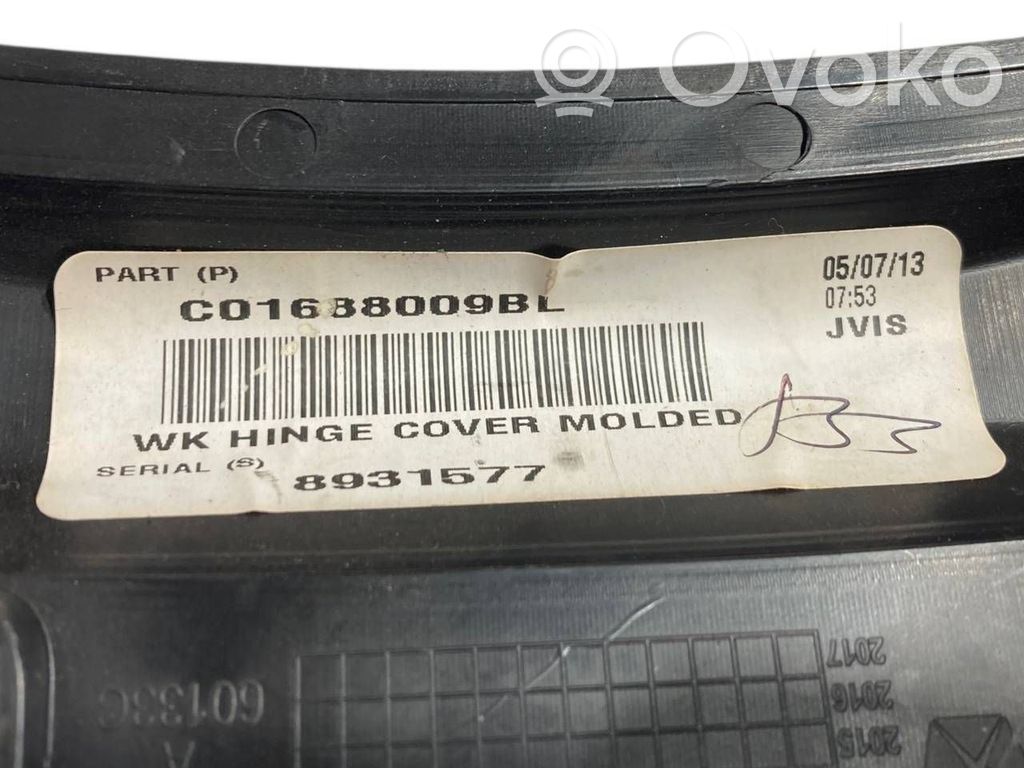 Ovoko
PART (P)
C01688009BL
05/07/13
07:53
JVIS
WK HINGE COVER MOLDED
SERIAL (S)
8931577
60133C
2017
2016
2015